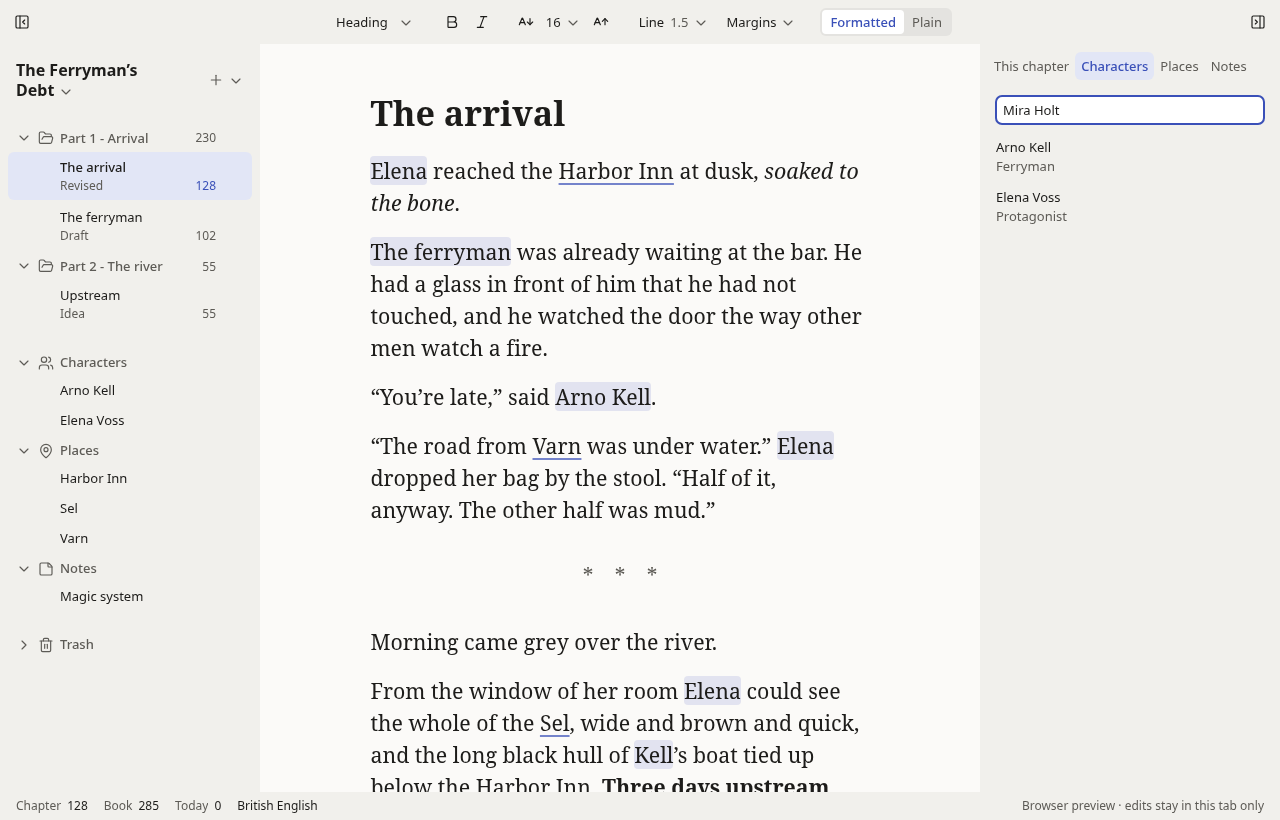 Heading
16
Line 1.5
Margins
Formatted
Plain
The Ferryman’s
Debt
Part 1 - Arrival 230
The arrival
Revised 128
The ferryman
Draft 102
Part 2 - The river 55
Upstream
Idea 55
Characters
Arno Kell
Elena Voss
Places
Harbor Inn
Sel
Varn
Notes
Magic system
Trash
The arrival
Elena reached the Harbor Inn at dusk, soaked to
the bone.
The ferryman was already waiting at the bar. He
had a glass in front of him that he had not
touched, and he watched the door the way other
men watch a fire.
“You’re late,” said Arno Kell.
“The road from Varn was under water.” Elena
dropped her bag by the stool. “Half of it,
anyway. The other half was mud.”
* * *
Morning came grey over the river.
From the window of her room Elena could see
the whole of the Sel, wide and brown and quick,
and the long black hull of Kell’s boat tied up
below the Harbor Inn. Three days upstream
This chapter Characters Places Notes
Mira Holt
Arno Kell
Ferryman
Elena Voss
Protagonist
Chapter 128 Book 285 Today 0 British English
Browser preview · edits stay in this tab only